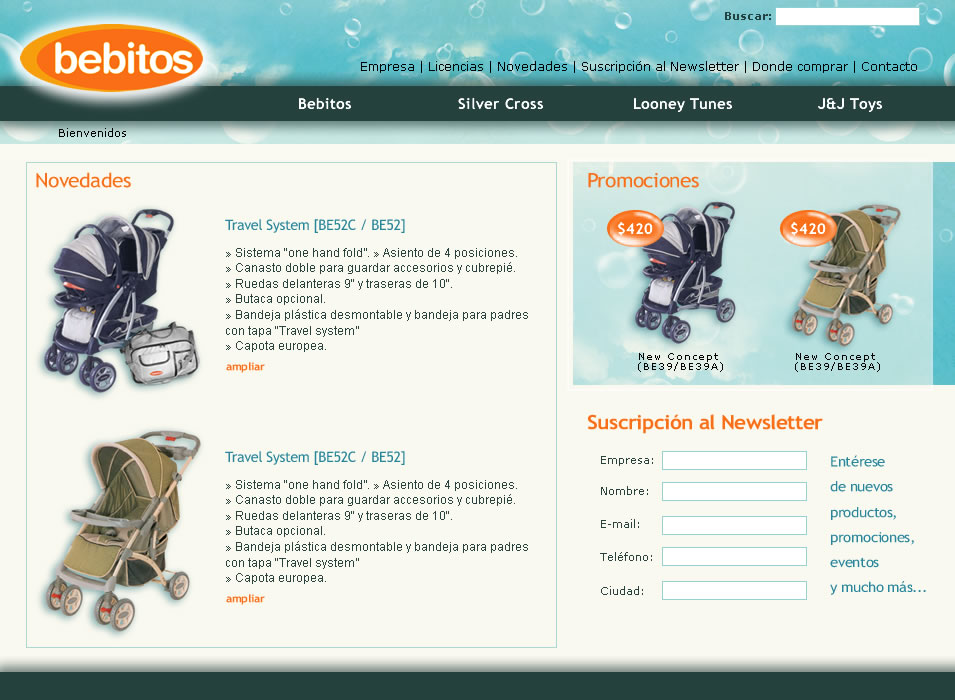 Buscar:
bebitos
Empresa | Licencias | Novedades | Suscripción al Newsletter | Donde comprar | Contacto
Bebitos Silver Cross Looney Tunes J&J Toys
Bienvenidos
Novedades
Travel System [BE52C / BE52]
» Sistema "one hand fold". » Asiento de 4 posiciones.
» Canasto doble para guardar accesorios y cubrepié.
» Ruedas delanteras 9" y traseras de 10".
» Butaca opcional.
» Bandeja plástica desmontable y bandeja para padres
con tapa "Travel system"
» Capota europea.
ampliar
Travel System [BE52C / BE52]
» Sistema "one hand fold". » Asiento de 4 posiciones.
» Canasto doble para guardar accesorios y cubrepié.
» Ruedas delanteras 9" y traseras de 10".
» Butaca opcional.
» Bandeja plástica desmontable y bandeja para padres
con tapa "Travel system"
» Capota europea.
ampliar
Promociones
$420
New Concept
(BE39/BE39A)
$420
New Concept
(BE39/BE39A)
Suscripción al Newsletter
Empresa:
Nombre:
E-mail:
Teléfono:
Ciudad:
Entérese
de nuevos
productos,
promociones,
eventos
y mucho más...